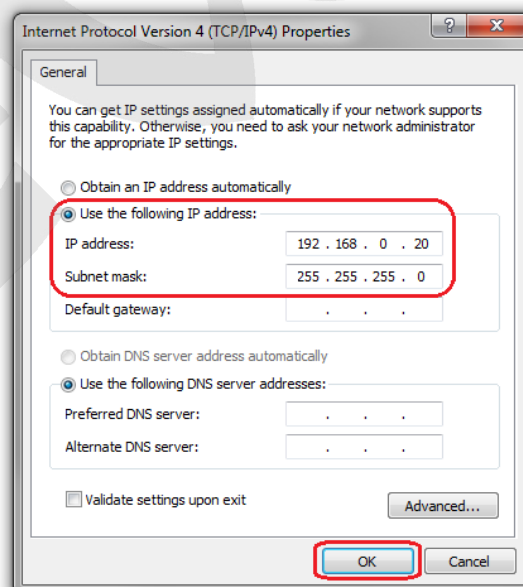 Internet Protocol Version 4 (TCP/IPv4) Properties
General
You can get IP settings assigned automatically if your network supports
this capability. Otherwise, you need to ask your network administrator
for the appropriate IP settings.
Obtain an IP address automatically
Use the following IP address:
IP address: 192 . 168 . 0 . 20
Subnet mask: 255 . 255 . 255 . 0
Default gateway: . . .
Obtain DNS server address automatically
Use the following DNS server addresses:
Preferred DNS server: . . .
Alternate DNS server: . . .
Validate settings upon exit
Advanced...
OK Cancel